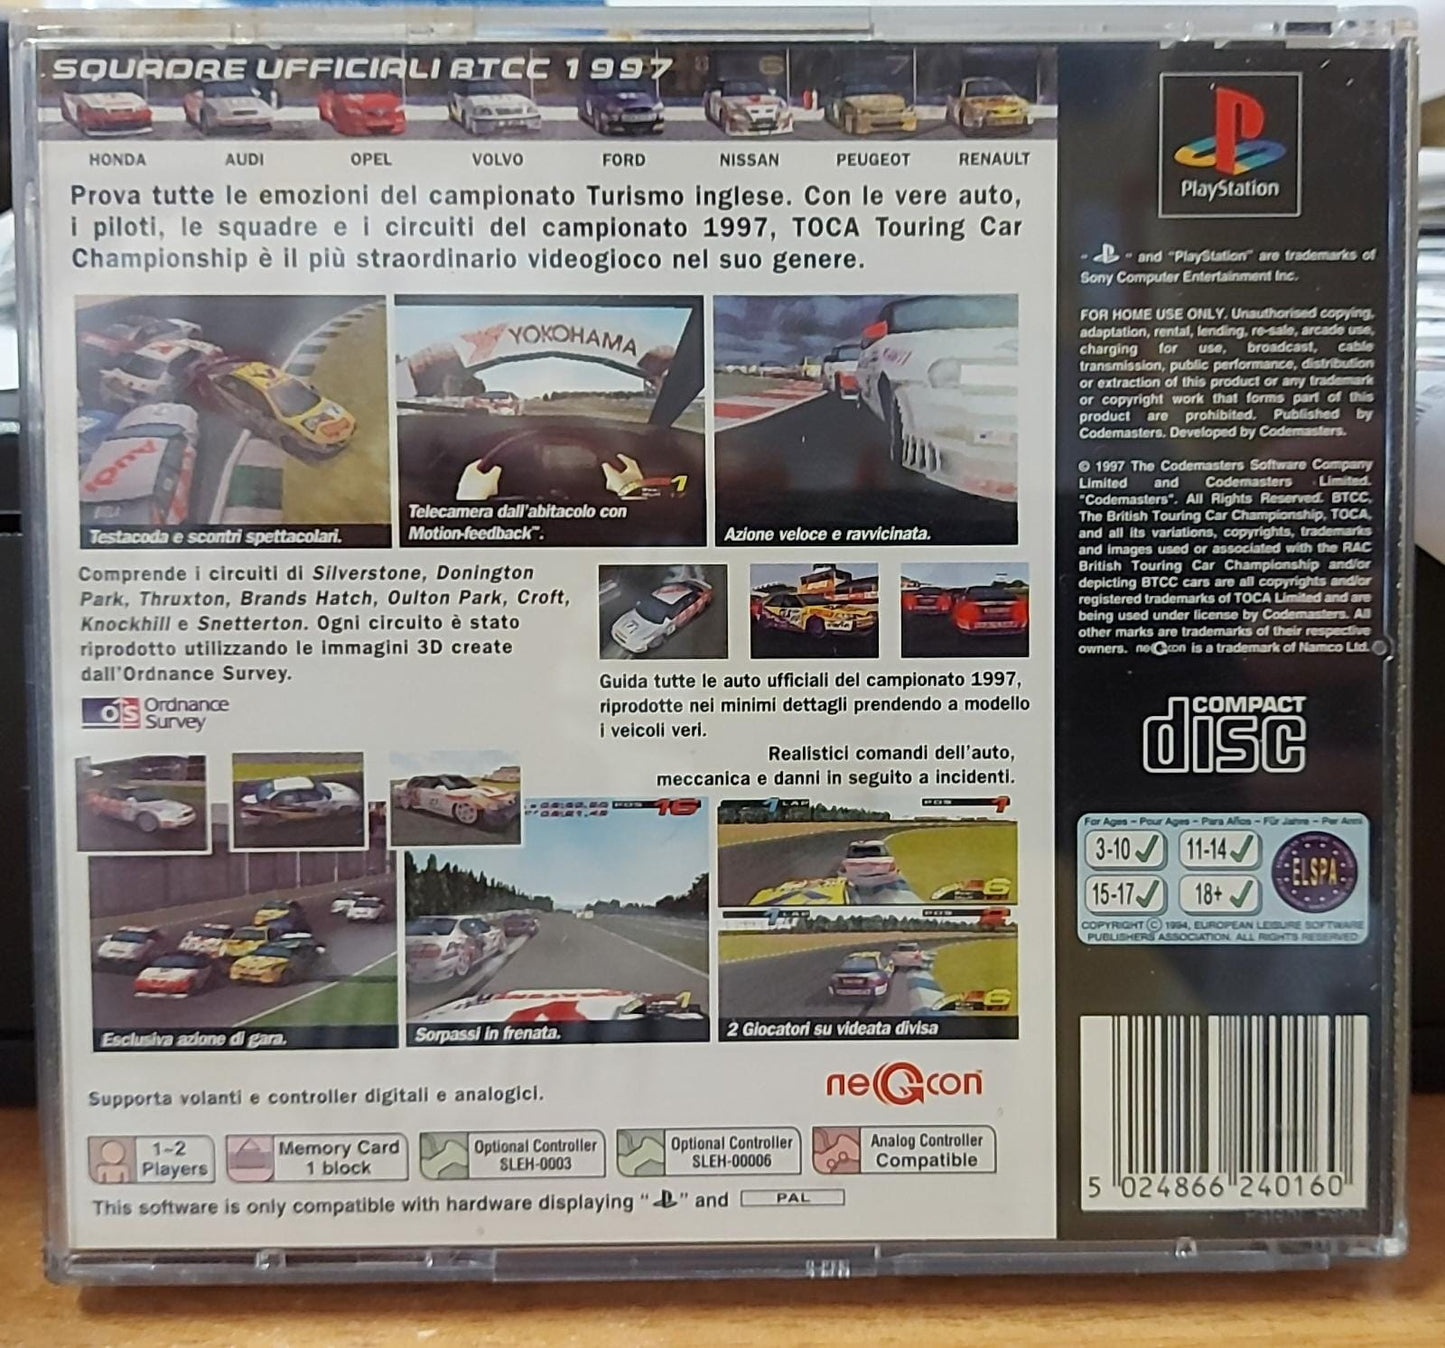 SQUADRE UFFICIALI BTCC 1997
HONDA AUDI OPEL VOLVO FORD NISSAN PEUGEOT RENAULT
Prova tutte le emozioni del campionato Turismo inglese. Con le vere auto,
i piloti, le squadre e i circuiti del campionato 1997, TOCA Touring Car
Championship è il più straordinario videogioco nel suo genere.
YOKOHAMA
Testacoda e scontri spettacolari.
Telecamera dall'abitacolo con
Motion-feedback™.
Azione veloce e ravvicinata.
Comprende i circuiti di Silverstone, Donington
Park, Thruxton, Brands Hatch, Oulton Park, Croft,
Knockhill e Snetterton. Ogni circuito è stato
riprodotto utilizzando le immagini 3D create
dall'Ordnance Survey.
OS Ordnance
Survey
Guida tutte le auto ufficiali del campionato 1997,
riprodotte nei minimi dettagli prendendo a modello
i veicoli veri.
Realistici comandi dell'auto,
meccanica e danni in seguito a incidenti.
Esclusiva azione di gara.
Sorpassi in frenata.
2 Giocatori su videata divisa
Supporta volanti e controller digitali e analogici.
neGcon™
1~2
Players
Memory Card
1 block
Optional Controller
SLEH-0003
Optional Controller
SLEH-00006
Analog Controller
Compatible
This software is only compatible with hardware displaying " " and PAL
PlayStation
" " and "PlayStation" are trademarks of
Sony Computer Entertainment Inc.
FOR HOME USE ONLY. Unauthorised copying,
adaptation, rental, lending, re-sale, arcade use,
charging for use, broadcast, cable
transmission, public performance, distribution
or extraction of this product or any trademark
or copyright work that forms part of this
product are prohibited. Published by
Codemasters. Developed by Codemasters.
© 1997 The Codemasters Software Company
Limited and Codemasters Limited.
"Codemasters". All Rights Reserved. BTCC,
The British Touring Car Championship, TOCA,
and all its variations, copyrights, trademarks
and images used or associated with the RAC
British Touring Car Championship and/or
depicting BTCC cars are all copyrights and/or
registered trademarks of TOCA Limited and are
being used under license by Codemasters. All
other marks are trademarks of their respective
owners. neGcon is a trademark of Namco Ltd.
COMPACT
disc
For Ages - Pour Ages - Para Años - Für Jahre - Per Anni
3-10 11-14
15-17 18+
ELSPA
COPYRIGHT © 1994, EUROPEAN LEISURE SOFTWARE
PUBLISHERS ASSOCIATION. ALL RIGHTS RESERVED
5 024866 240160